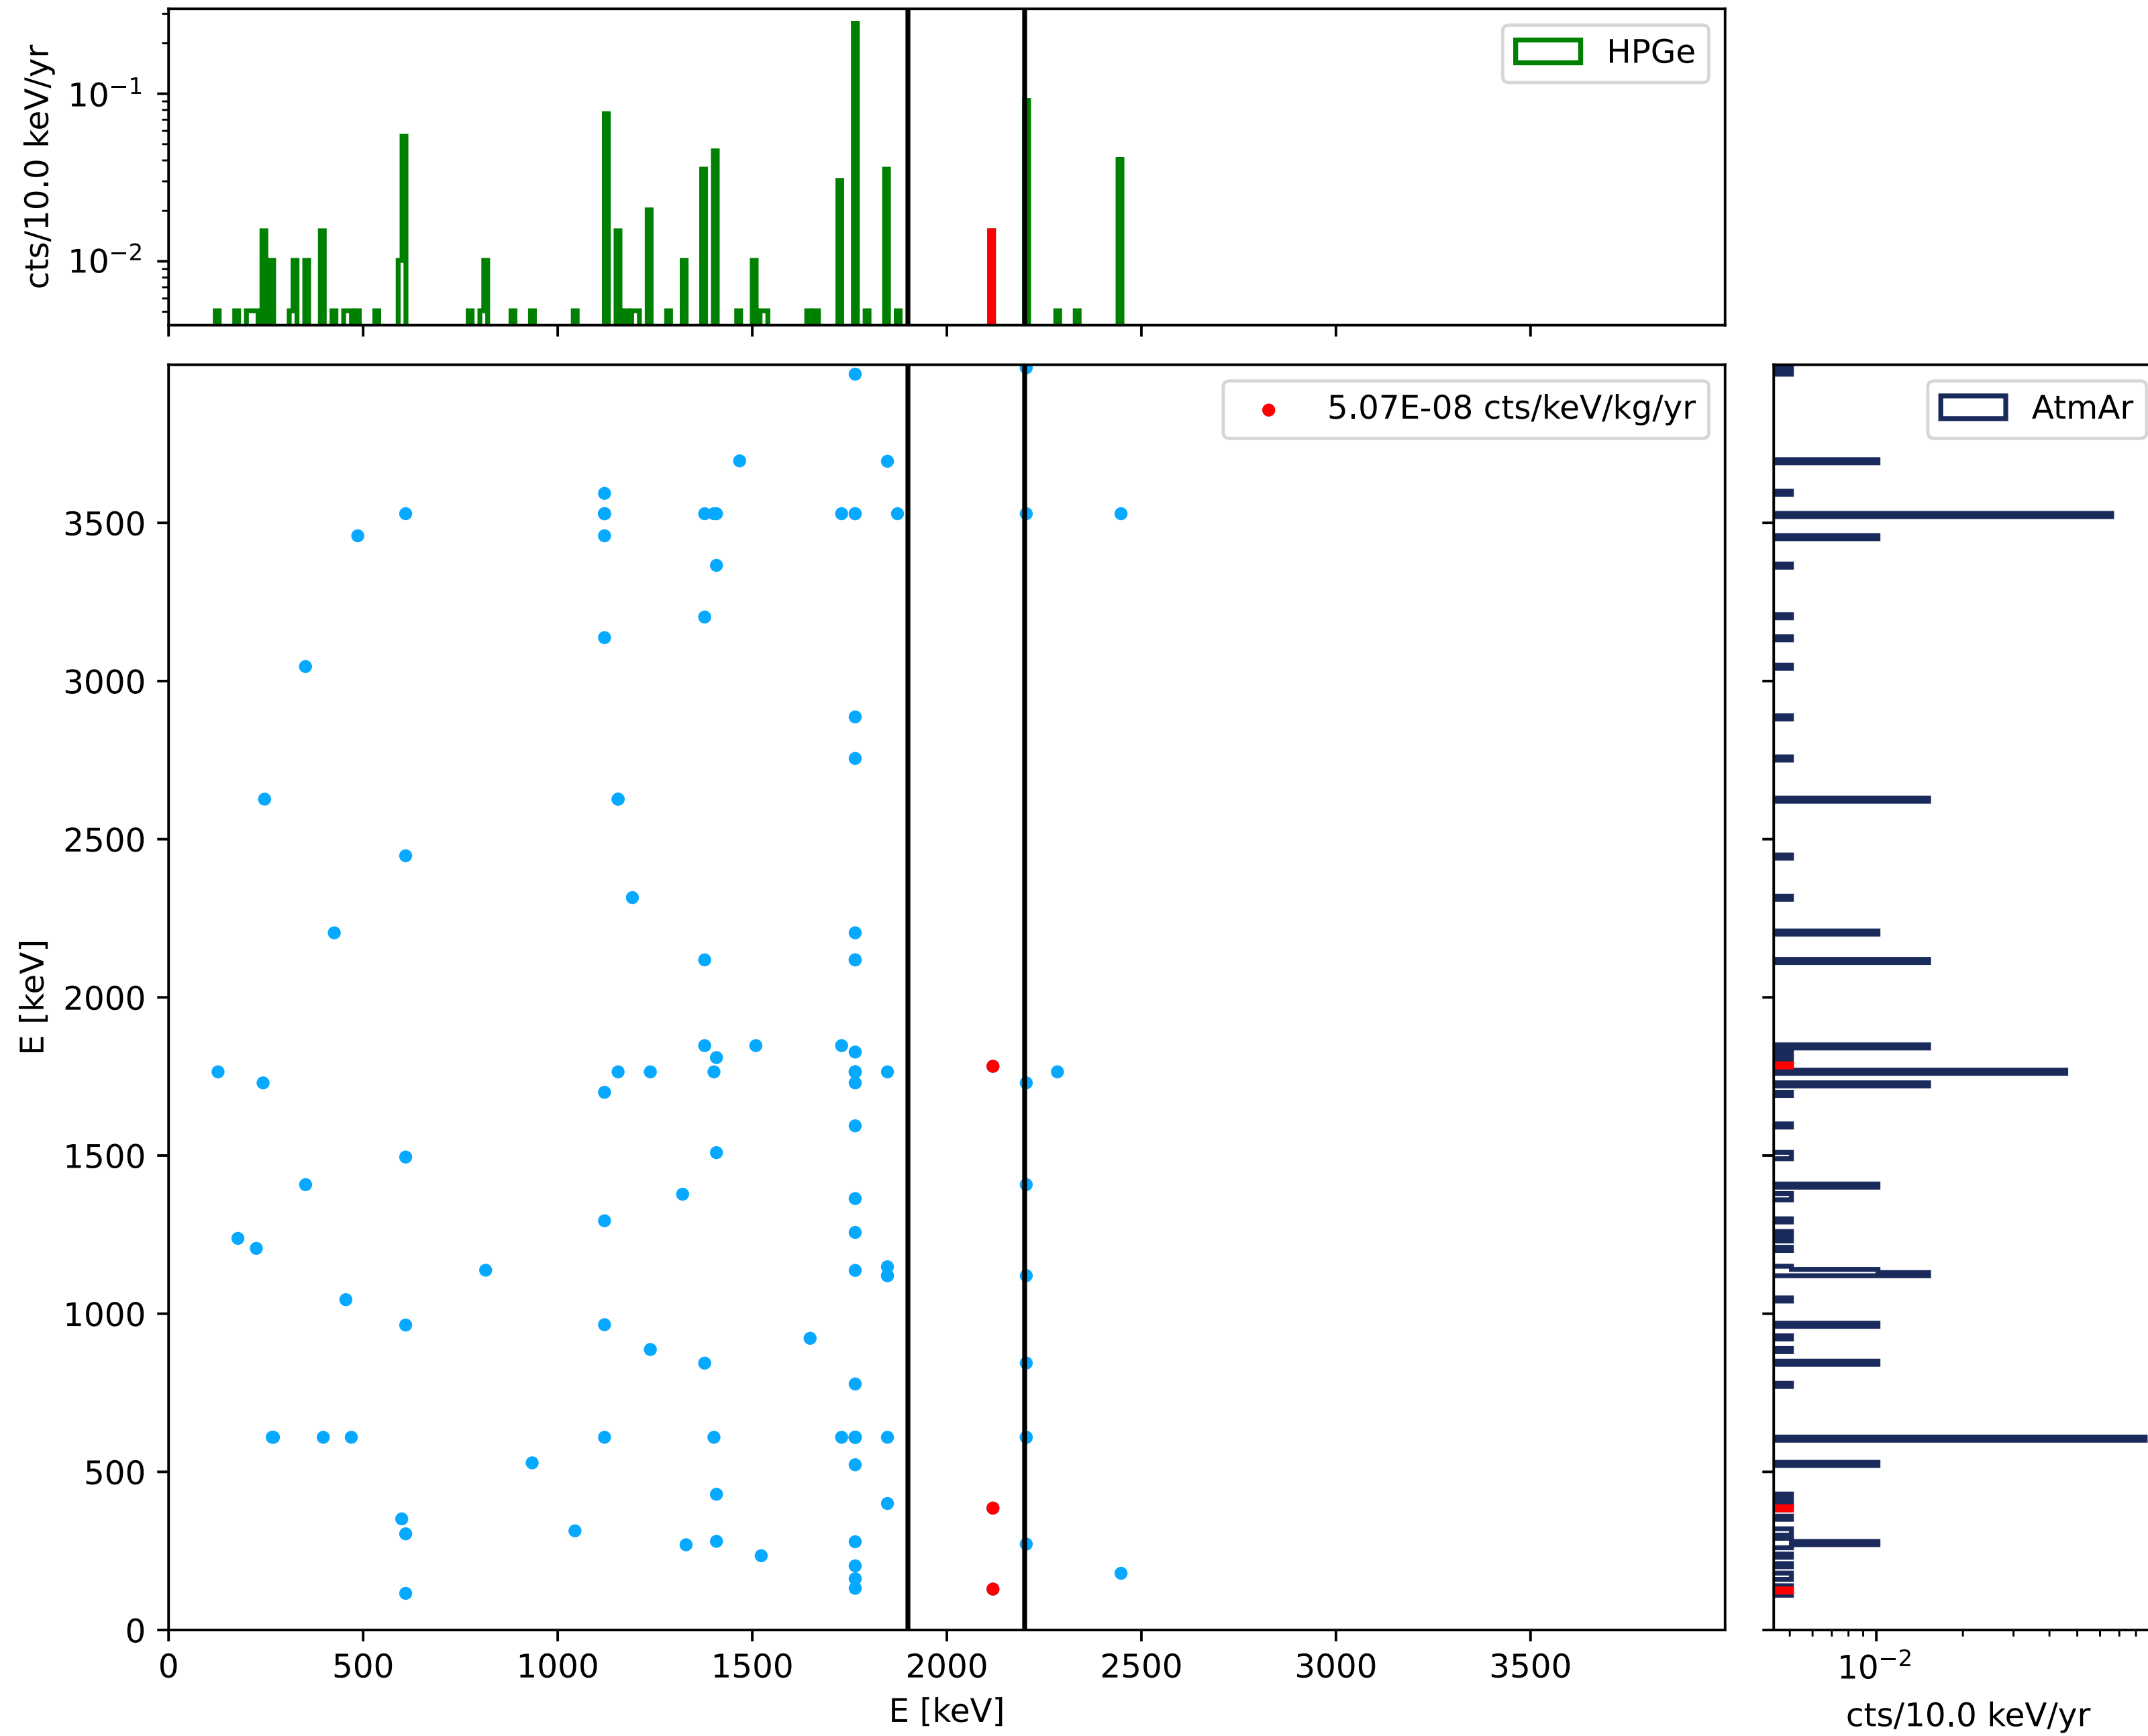 cts/10.0 keV/yr
10⁻¹
10⁻²
HPGe
E [keV]
3500
3000
2500
2000
1500
1000
500
0
5.07E-08 cts/keV/kg/yr
AtmAr
0 500 1000 1500 2000 2500 3000 3500
E [keV]
10⁻²
cts/10.0 keV/yr